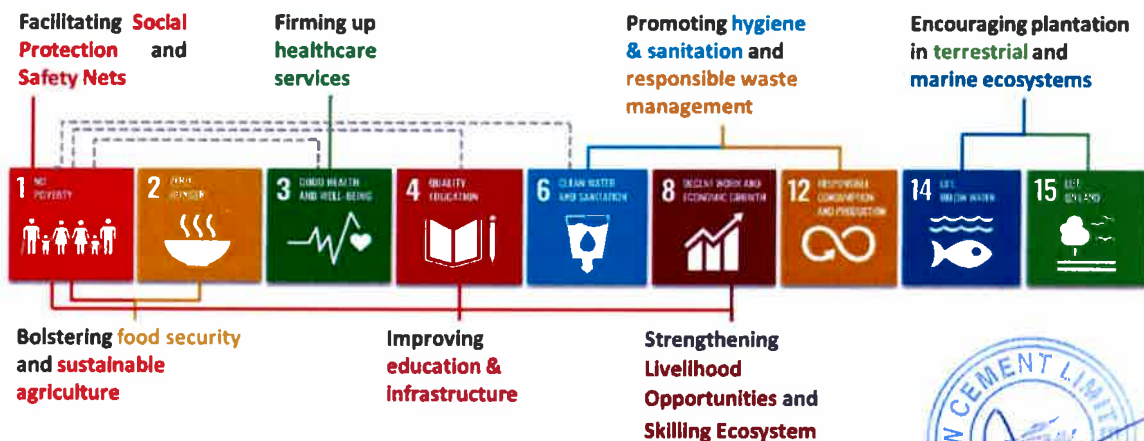 Facilitating Social
Protection and
Safety Nets
Firming up
healthcare
services
Promoting hygiene
& sanitation and
responsible waste
management
Encouraging plantation
in terrestrial and
marine ecosystems
1 NO
POVERTY
2 ZERO
HUNGER
3 GOOD HEALTH
AND WELL-BEING
4 QUALITY
EDUCATION
6 CLEAN WATER
AND SANITATION
8 DECENT WORK AND
ECONOMIC GROWTH
12 RESPONSIBLE
CONSUMPTION
AND PRODUCTION
14 LIFE
BELOW WATER
15 LIFE
ON LAND
Bolstering food security
and sustainable
agriculture
Improving
education &
infrastructure
Strengthening
Livelihood
Opportunities and
Skilling Ecosystem
CEMENT